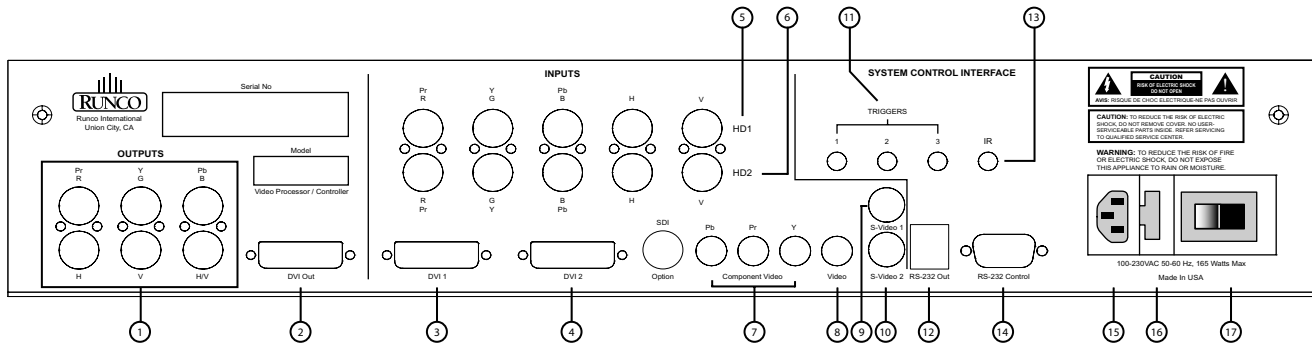 5
6
11
13
RUNCO
Runco International
Union City, CA
Serial No
Model
Video Processor / Controller
OUTPUTS
Pr
R
Y
G
Pb
B
H
V
H/V
DVI Out
INPUTS
Pr
R
Y
G
Pb
B
H
V
HD1
HD2
R
Pr
G
Y
B
Pb
H
V
DVI 1
DVI 2
SDI
Option
Pb
Pr
Y
Component Video
Video
S-Video 1
S-Video 2
SYSTEM CONTROL INTERFACE
TRIGGERS
1
2
3
IR
RS-232 Out
RS-232 Control
CAUTION
RISK OF ELECTRIC SHOCK
DO NOT OPEN
AVIS: RISQUE DE CHOC ELECTRIQUE-NE PAS OUVRIR
CAUTION: TO REDUCE THE RISK OF ELECTRIC
SHOCK, DO NOT REMOVE COVER. NO USER-
SERVICEABLE PARTS INSIDE. REFER SERVICING
TO QUALIFIED SERVICE CENTER.
WARNING: TO REDUCE THE RISK OF FIRE
OR ELECTRIC SHOCK, DO NOT EXPOSE
THIS APPLIANCE TO RAIN OR MOISTURE.
100-230VAC 50-60 Hz, 165 Watts Max
Made In USA
1
2
3
4
7
8
9
10
12
14
15
16
17